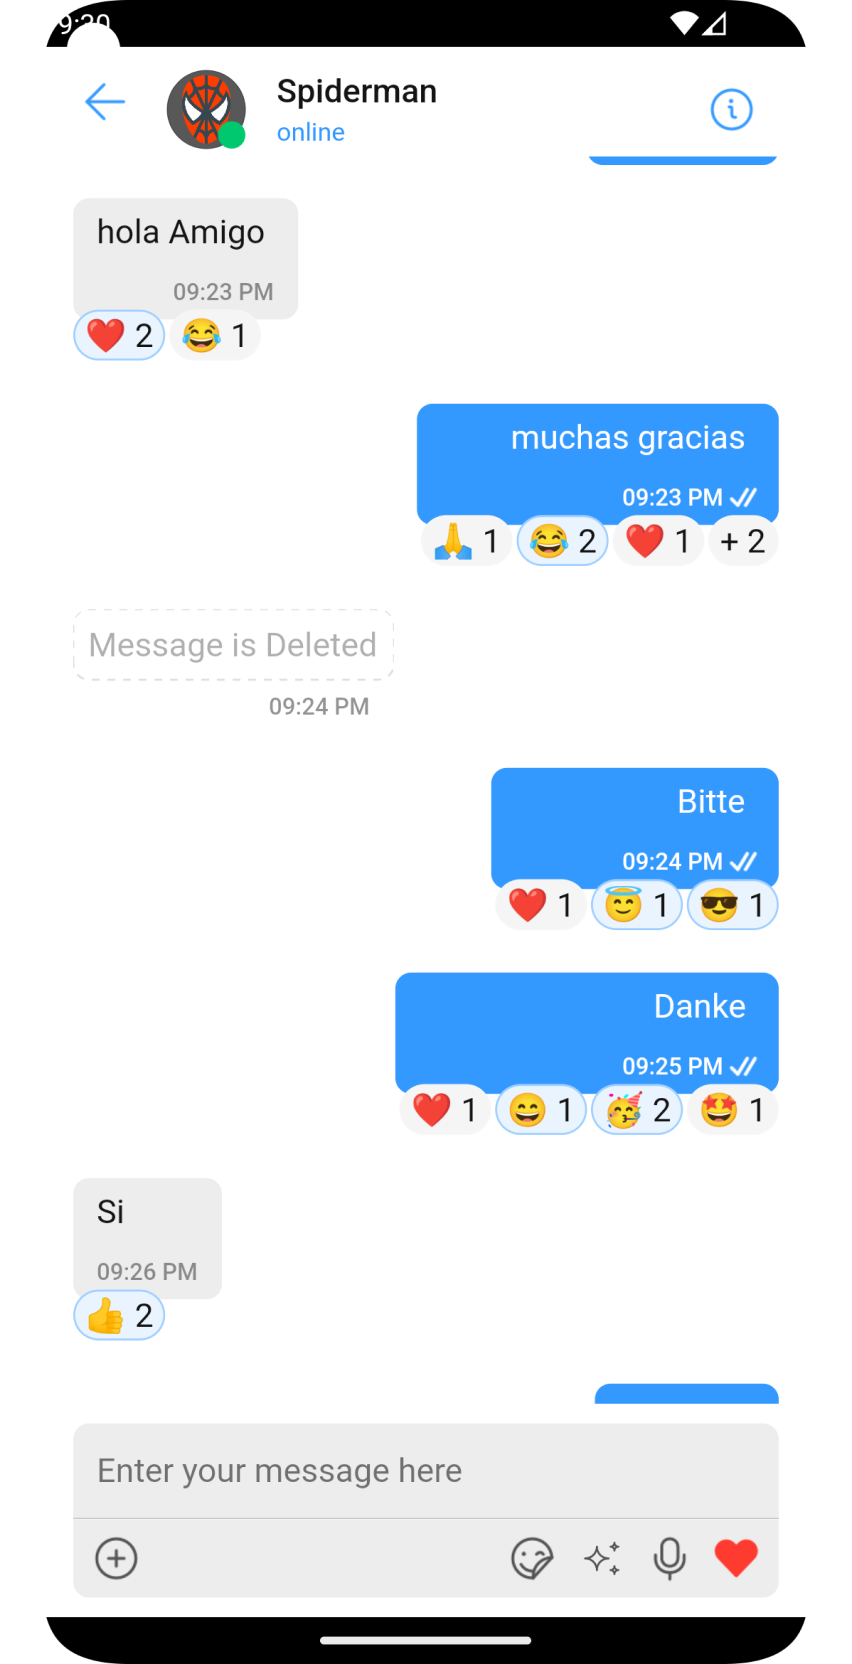 9:30
Spiderman
online
hola Amigo
09:23 PM
2 1
muchas gracias
09:23 PM
1 2 1 + 2
Message is Deleted
09:24 PM
Bitte
09:24 PM
1 1 1
Danke
09:25 PM
1 1 2 1
Si
09:26 PM
2
Enter your message here